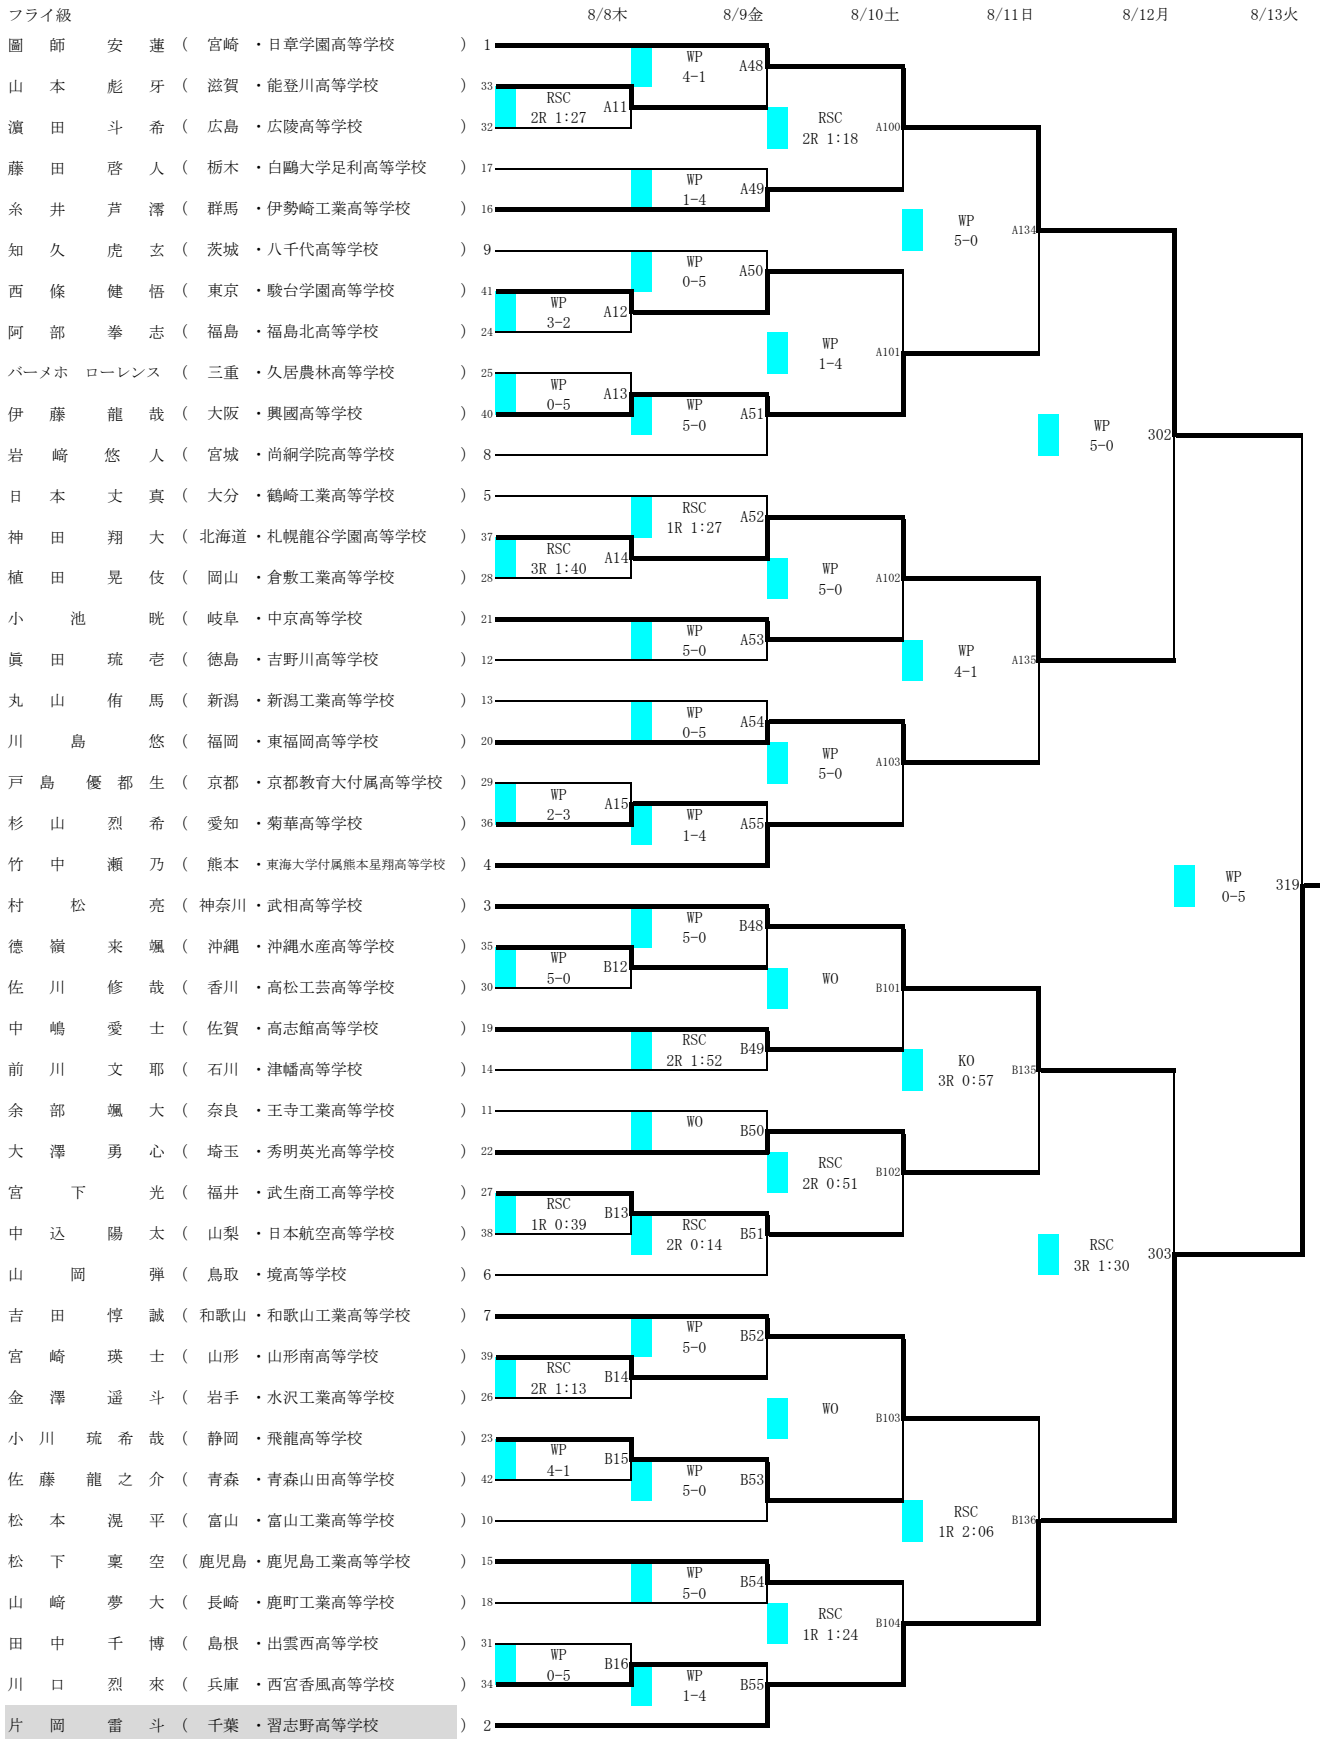 フライ級 8/8木 8/9金 8/10土 8/11日 8/12月 8/13火
圖師安蓮 ( 宮崎 ・日章学園高等学校 ) 1
WP
4-1 A48
山本彪牙 ( 滋賀 ・能登川高等学校 ) 33
RSC
2R 1:27 A11
RSC
2R 1:18 A100
濵田斗希 ( 広島 ・広陵高等学校 ) 32
藤田啓人 ( 栃木 ・白鷗大学足利高等学校 ) 17
WP
1-4 A49
糸井芦澪 ( 群馬 ・伊勢崎工業高等学校 ) 16
WP
5-0 A134
知久虎玄 ( 茨城 ・八千代高等学校 ) 9
WP
0-5 A50
西條健悟 ( 東京 ・駿台学園高等学校 ) 41
WP
3-2 A12
阿部拳志 ( 福島 ・福島北高等学校 ) 24
WP
1-4 A101
バーメホ ローレンス ( 三重 ・久居農林高等学校 ) 25
WP
0-5 A13
伊藤龍哉 ( 大阪 ・興國高等学校 ) 40
WP
5-0 A51
WP
5-0 302
岩﨑悠人 ( 宮城 ・尚絅学院高等学校 ) 8
日本丈真 ( 大分 ・鶴崎工業高等学校 ) 5
RSC
1R 1:27 A52
神田翔大 ( 北海道 ・札幌龍谷学園高等学校 ) 37
RSC
3R 1:40 A14
植田晃伎 ( 岡山 ・倉敷工業高等学校 ) 28
WP
5-0 A102
小池晄 ( 岐阜 ・中京高等学校 ) 21
WP
5-0 A53
眞田琉壱 ( 徳島 ・吉野川高等学校 ) 12
WP
4-1 A135
丸山侑馬 ( 新潟 ・新潟工業高等学校 ) 13
WP
0-5 A54
川島悠 ( 福岡 ・東福岡高等学校 ) 20
WP
5-0 A103
戸島優都生 ( 京都 ・京都教育大付属高等学校 ) 29
WP
2-3 A15
杉山烈希 ( 愛知 ・菊華高等学校 ) 36
WP
1-4 A55
竹中瀬乃 ( 熊本 ・東海大学付属熊本星翔高等学校 ) 4
WP
0-5 319
村松亮 ( 神奈川 ・武相高等学校 ) 3
WP
5-0 B48
德嶺来颯 ( 沖縄 ・沖縄水産高等学校 ) 35
WP
5-0 B12
佐川修哉 ( 香川 ・高松工芸高等学校 ) 30
WO B101
中嶋愛士 ( 佐賀 ・高志館高等学校 ) 19
RSC
2R 1:52 B49
前川文耶 ( 石川 ・津幡高等学校 ) 14
KO
3R 0:57 B135
余部颯大 ( 奈良 ・王寺工業高等学校 ) 11
WO B50
大澤勇心 ( 埼玉 ・秀明英光高等学校 ) 22
RSC
2R 0:51 B102
宮下光 ( 福井 ・武生商工高等学校 ) 27
RSC
1R 0:39 B13
中込陽太 ( 山梨 ・日本航空高等学校 ) 38
RSC
2R 0:14 B51
RSC
3R 1:30 303
山岡弾 ( 鳥取 ・境高等学校 ) 6
吉田惇誠 ( 和歌山 ・和歌山工業高等学校 ) 7
WP
5-0 B52
宮崎瑛士 ( 山形 ・山形南高等学校 ) 39
RSC
2R 1:13 B14
金澤遥斗 ( 岩手 ・水沢工業高等学校 ) 26
WO B103
小川琉希哉 ( 静岡 ・飛龍高等学校 ) 23
WP
4-1 B15
佐藤龍之介 ( 青森 ・青森山田高等学校 ) 42
WP
5-0 B53
松本滉平 ( 富山 ・富山工業高等学校 ) 10
RSC
1R 2:06 B136
松下稟空 ( 鹿児島 ・鹿児島工業高等学校 ) 15
WP
5-0 B54
山﨑夢大 ( 長崎 ・鹿町工業高等学校 ) 18
RSC
1R 1:24 B104
田中千博 ( 島根 ・出雲西高等学校 ) 31
WP
0-5 B16
川口烈來 ( 兵庫 ・西宮香風高等学校 ) 34
WP
1-4 B55
片岡雷斗 ( 千葉 ・習志野高等学校 ) 2